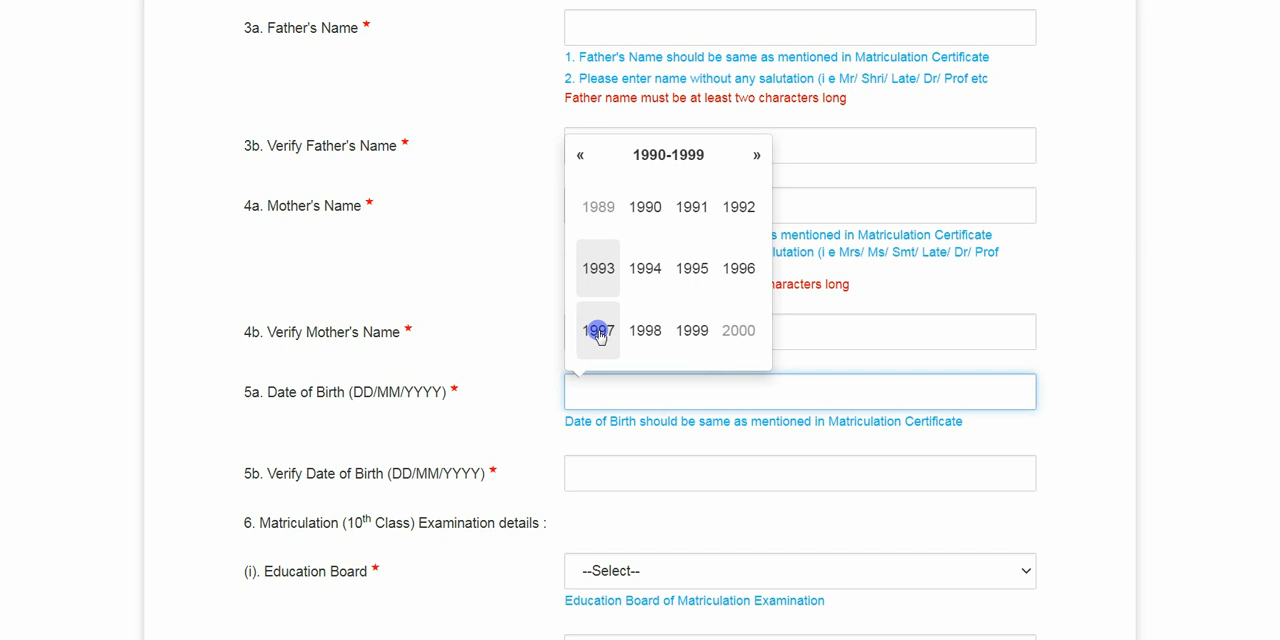 3a. Father's Name *
1. Father's Name should be same as mentioned in Matriculation Certificate
2. Please enter name without any salutation (i e Mr/ Shri/ Late/ Dr/ Prof etc
Father name must be at least two characters long
3b. Verify Father's Name *
« 1990-1999 »
4a. Mother's Name *
1989 1990 1991 1992
s mentioned in Matriculation Certificate
lutation (i e Mrs/ Ms/ Smt/ Late/ Dr/ Prof
1993 1994 1995 1996
haracters long
4b. Verify Mother's Name *
1997 1998 1999 2000
5a. Date of Birth (DD/MM/YYYY) *
Date of Birth should be same as mentioned in Matriculation Certificate
5b. Verify Date of Birth (DD/MM/YYYY) *
6. Matriculation (10th Class) Examination details :
(i). Education Board *
--Select--
Education Board of Matriculation Examination